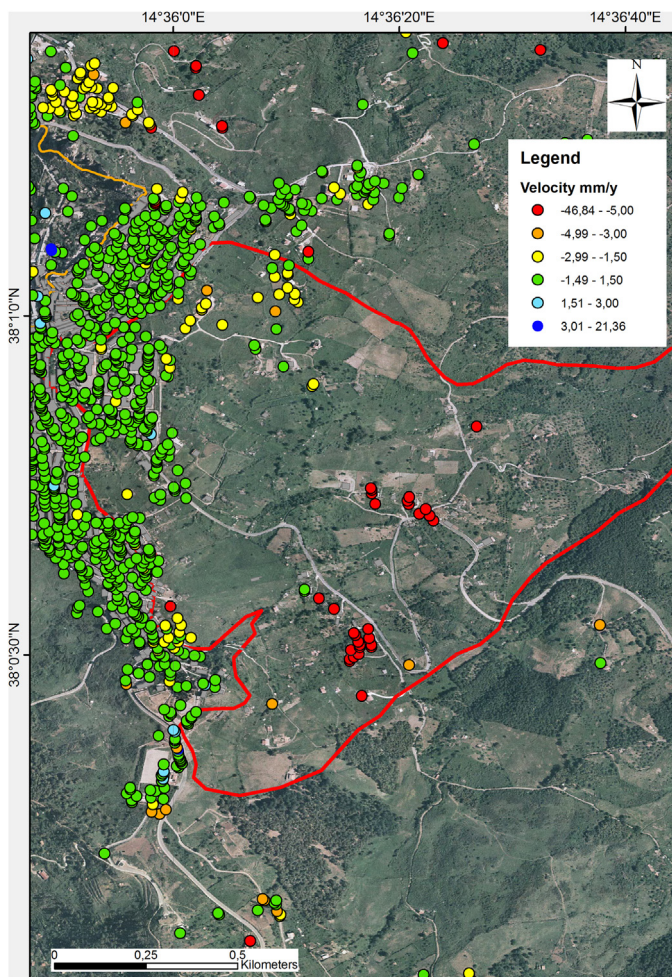 14°36'0"E
14°36'20"E
14°36'40"E
N
Legend
Velocity mm/y
-46,84 - -5,00
-4,99 - -3,00
-2,99 - -1,50
-1,49 - 1,50
1,51 - 3,00
3,01 - 21,36
38°1'0"N
38°0'30"N
0 0,25 0,5
Kilometers